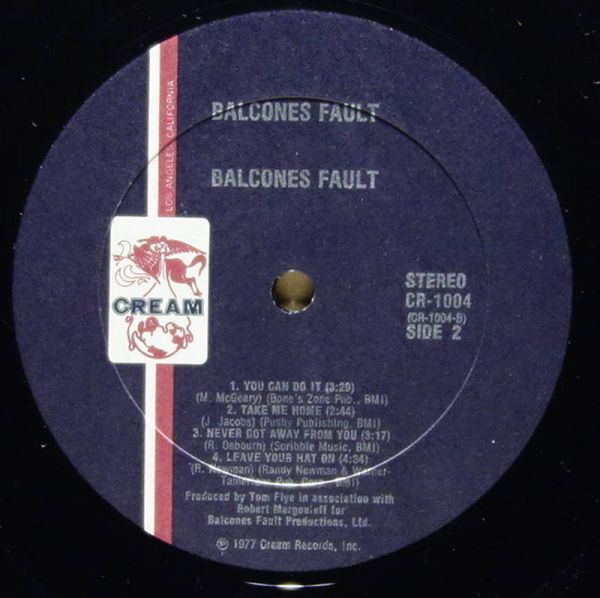 LOS ANGELES, CALIFORNIA
BALCONES FAULT
BALCONES FAULT
CREAM
STEREO
CR-1004
(CR-1004-B)
SIDE 2
1. YOU CAN DO IT (3:29)
(M. McGeary) (Bone's Zone Pub., BMI)
2. TAKE ME HOME (2:44)
(J. Jacobs) (Pushy Publishing, BMI)
3. NEVER GOT AWAY FROM YOU (3:17)
(R. Osbourn) (Scribble Music, BMI)
4. LEAVE YOUR HAT ON (4:34)
(R. Newman) (Randy Newman & Warner-
Tamerlane Pub. Corp., BMI)
Produced by Tom Flye in association with
Robert Margouleff for
Balcones Fault Productions, Ltd.
℗ 1977 Cream Records, Inc.